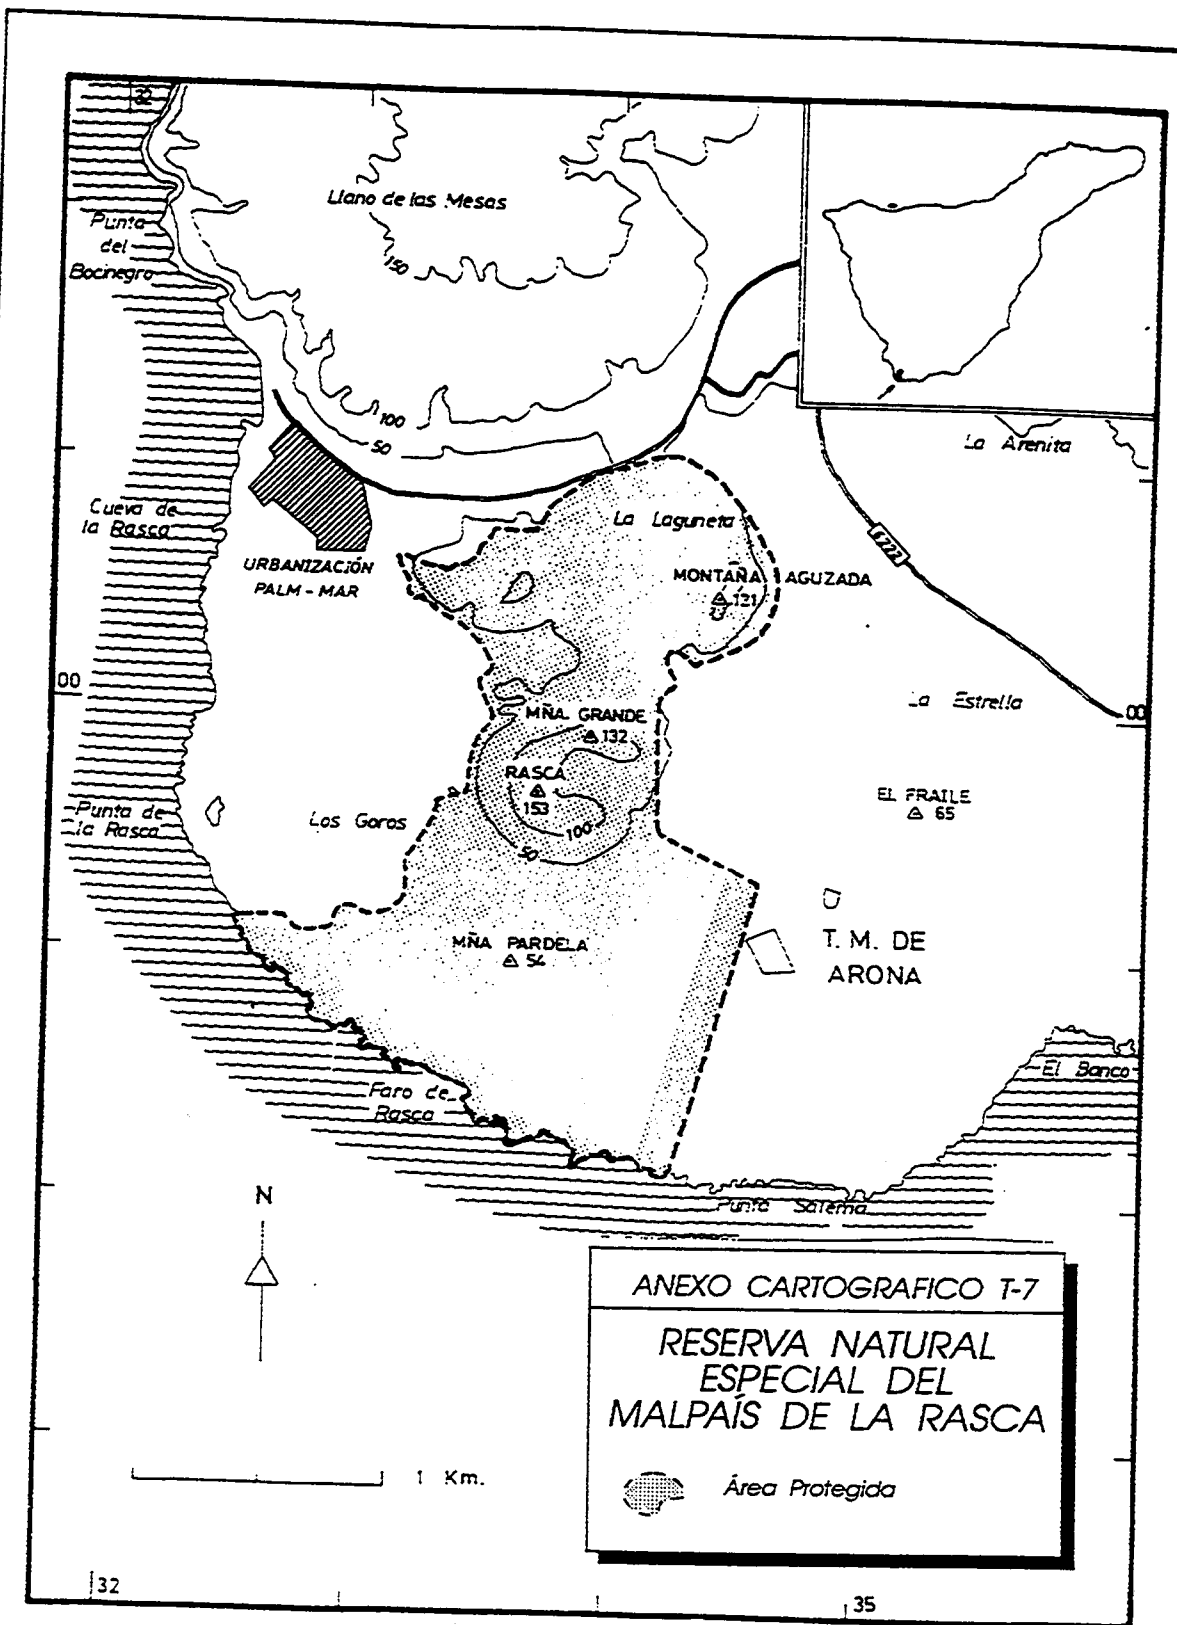 32
Llano de las Mesas
Punta
del
Bocinegro
150
100
50
La Arenita
Cueva de
la Rasca
La Laguneta
6222
URBANIZACIÓN
PALM-MAR
MONTAÑA AGUZADA
121
00
La Estrella
00
MÑA. GRANDE
132
RASCA
153
Punta de
la Rasca
Los Goros
EL FRAILE
65
100
50
MÑA PARDELA
54
T. M. DE
ARONA
El Banco
Faro de
Rasca
N
Punta Salema
ANEXO CARTOGRAFICO T-7
RESERVA NATURAL
ESPECIAL DEL
MALPAÍS DE LA RASCA
1 Km.
Área Protegida
32
35